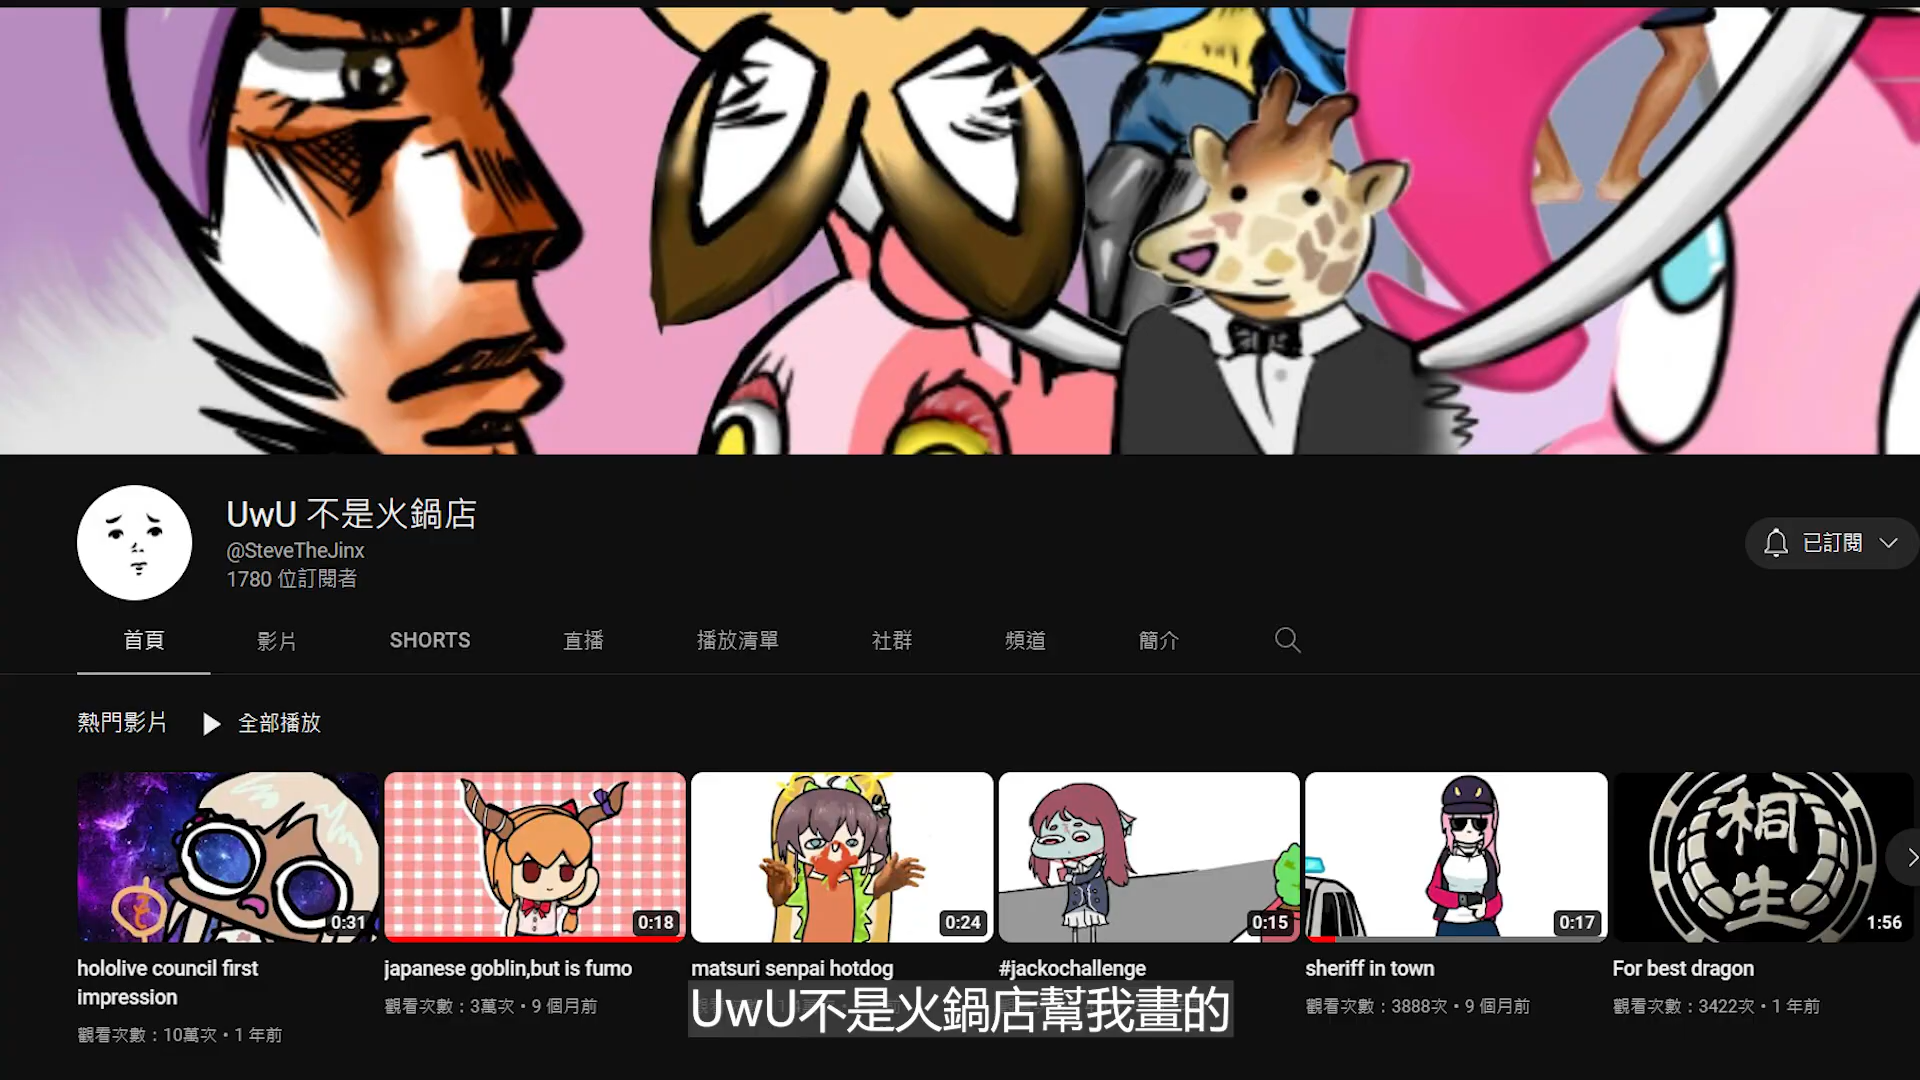 UwU 不是火鍋店
@SteveTheJinx
1780 位訂閱者
已訂閱
首頁 影片 SHORTS 直播 播放清單 社群 頻道 簡介
熱門影片 全部播放
桐
生
0:31 0:18 0:24 0:15 0:17 1:56
hololive council first
impression
觀看次數：10萬次・1 年前
japanese goblin,but is fumo
觀看次數：3萬次・9 個月前
matsuri senpai hotdog
#jackochallenge
sheriff in town
觀看次數：3888次・9 個月前
For best dragon
觀看次數：3422次・1 年前
UwU不是火鍋店幫我畫的